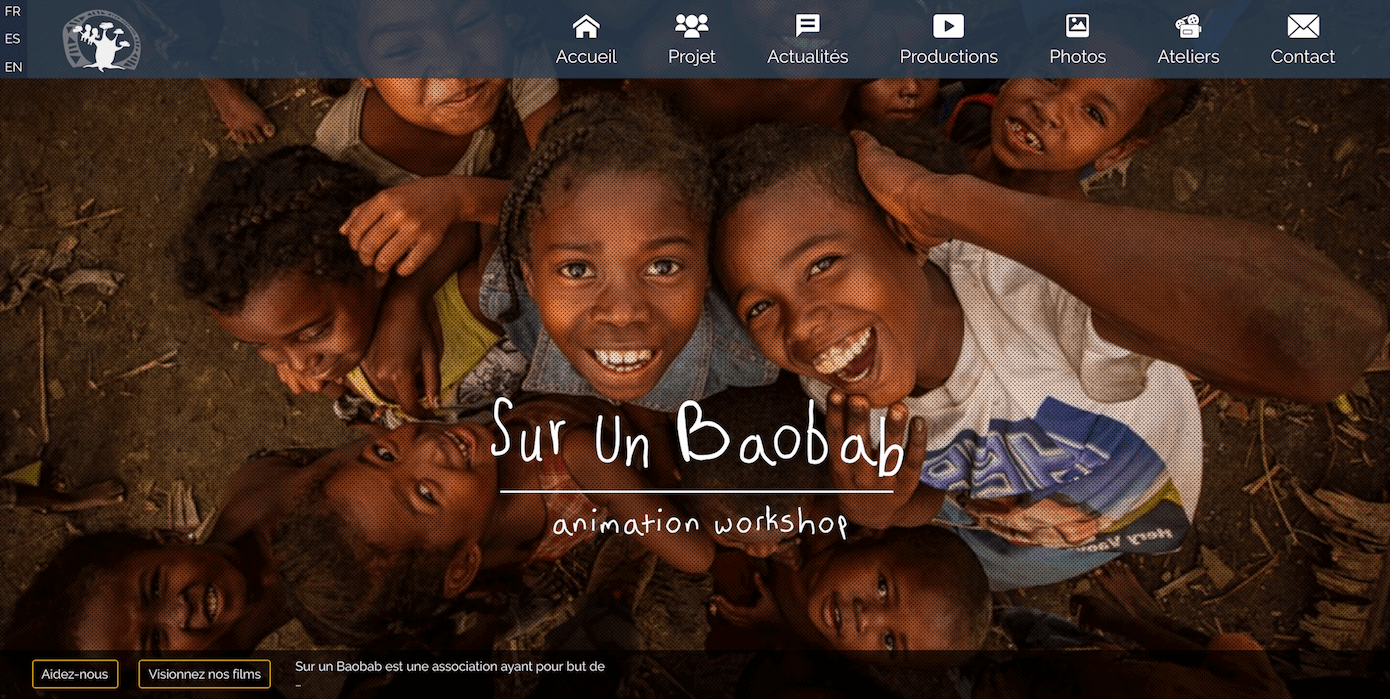 FR
ES
EN
Accueil
Projet
Actualités
Productions
Photos
Ateliers
Contact
Sur Un Baobab
animation workshop
Aidez-nous
Visionnez nos films
Sur un Baobab est une association ayant pour but de
_